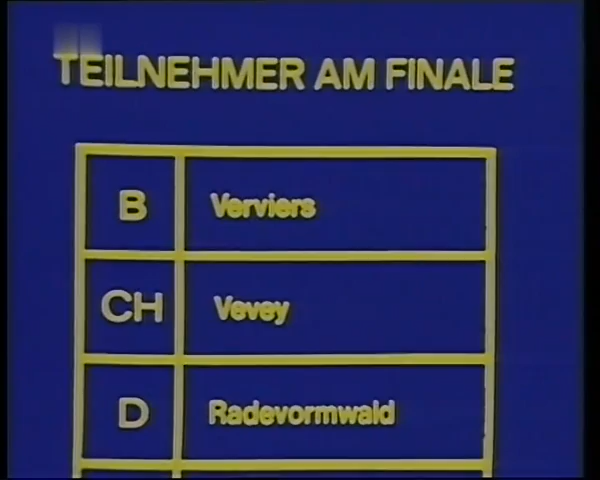 TEILNEHMER AM FINALE
B Verviers
CH Vevey
D Radevormwald